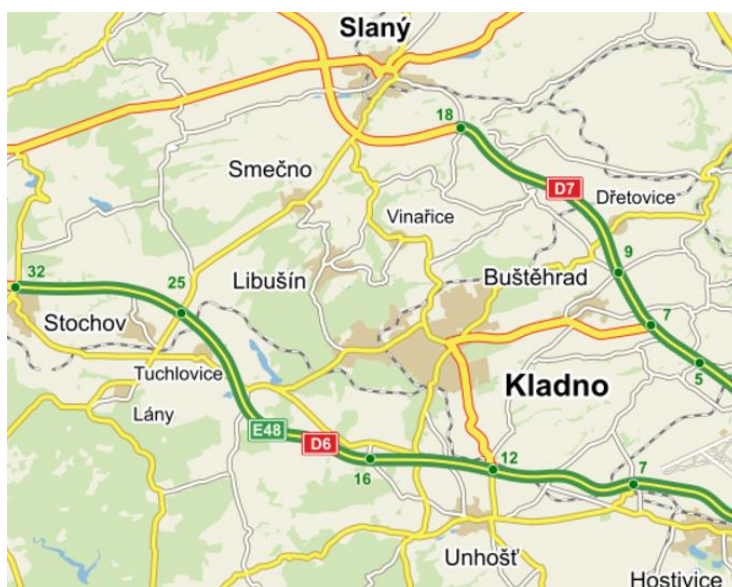 Slaný
18
Smečno
D7
Dřetovice
Vinařice
9
32
25
Libušín
Buštěhrad
Stochov
7
5
Tuchlovice
Kladno
Lány
E48
D6
16
12
7
Unhošť
Hostivice